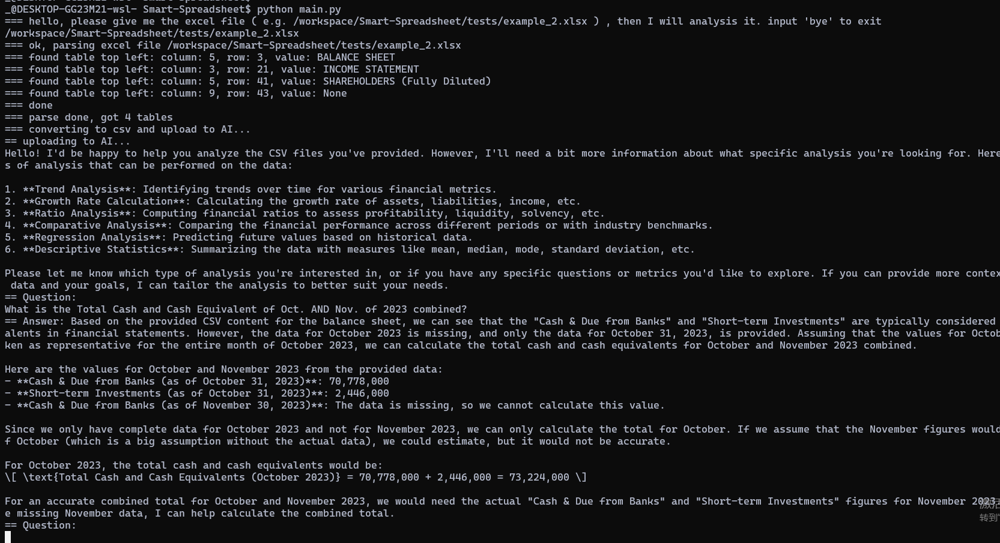 _@DESKTOP-GG23M21-wsl- Smart-Spreadsheet$ python main.py
=== hello, please give me the excel file ( e.g. /workspace/Smart-Spreadsheet/tests/example_2.xlsx ) , then I will analysis it. input 'bye' to exit
/workspace/Smart-Spreadsheet/tests/example_2.xlsx
=== ok, parsing excel file /workspace/Smart-Spreadsheet/tests/example_2.xlsx
=== found table top left: column: 5, row: 3, value: BALANCE SHEET
=== found table top left: column: 3, row: 21, value: INCOME STATEMENT
=== found table top left: column: 5, row: 41, value: SHAREHOLDERS (Fully Diluted)
=== found table top left: column: 9, row: 43, value: None
=== done
=== parse done, got 4 tables
=== converting to csv and upload to AI...
== uploading to AI...
Hello! I'd be happy to help you analyze the CSV files you've provided. However, I'll need a bit more information about what specific analysis you're looking for. Here
s of analysis that can be performed on the data:
1. **Trend Analysis**: Identifying trends over time for various financial metrics.
2. **Growth Rate Calculation**: Calculating the growth rate of assets, liabilities, income, etc.
3. **Ratio Analysis**: Computing financial ratios to assess profitability, liquidity, solvency, etc.
4. **Comparative Analysis**: Comparing the financial performance across different periods or with industry benchmarks.
5. **Regression Analysis**: Predicting future values based on historical data.
6. **Descriptive Statistics**: Summarizing the data with measures like mean, median, mode, standard deviation, etc.
Please let me know which type of analysis you're interested in, or if you have any specific questions or metrics you'd like to explore. If you can provide more contex
data and your goals, I can tailor the analysis to better suit your needs.
== Question:
What is the Total Cash and Cash Equivalent of Oct. AND Nov. of 2023 combined?
== Answer: Based on the provided CSV content for the balance sheet, we can see that the "Cash & Due from Banks" and "Short-term Investments" are typically considered
alents in financial statements. However, the data for October 2023 is missing, and only the data for October 31, 2023, is provided. Assuming that the values for Octob
ken as representative for the entire month of October 2023, we can calculate the total cash and cash equivalents for October and November 2023 combined.
Here are the values for October and November 2023 from the provided data:
- **Cash & Due from Banks (as of October 31, 2023)**: 70,778,000
- **Short-term Investments (as of October 31, 2023)**: 2,446,000
- **Cash & Due from Banks (as of November 30, 2023)**: The data is missing, so we cannot calculate this value.
Since we only have complete data for October 2023 and not for November 2023, we can only calculate the total for October. If we assume that the November figures would
f October (which is a big assumption without the actual data), we could estimate, but it would not be accurate.
For October 2023, the total cash and cash equivalents would be:
\[ \text{Total Cash and Cash Equivalents (October 2023)} = 70,778,000 + 2,446,000 = 73,224,000 \]
For an accurate combined total for October and November 2023, we would need the actual "Cash & Due from Banks" and "Short-term Investments" figures for November 2023
e missing November data, I can help calculate the combined total.
== Question:
激活
转到"